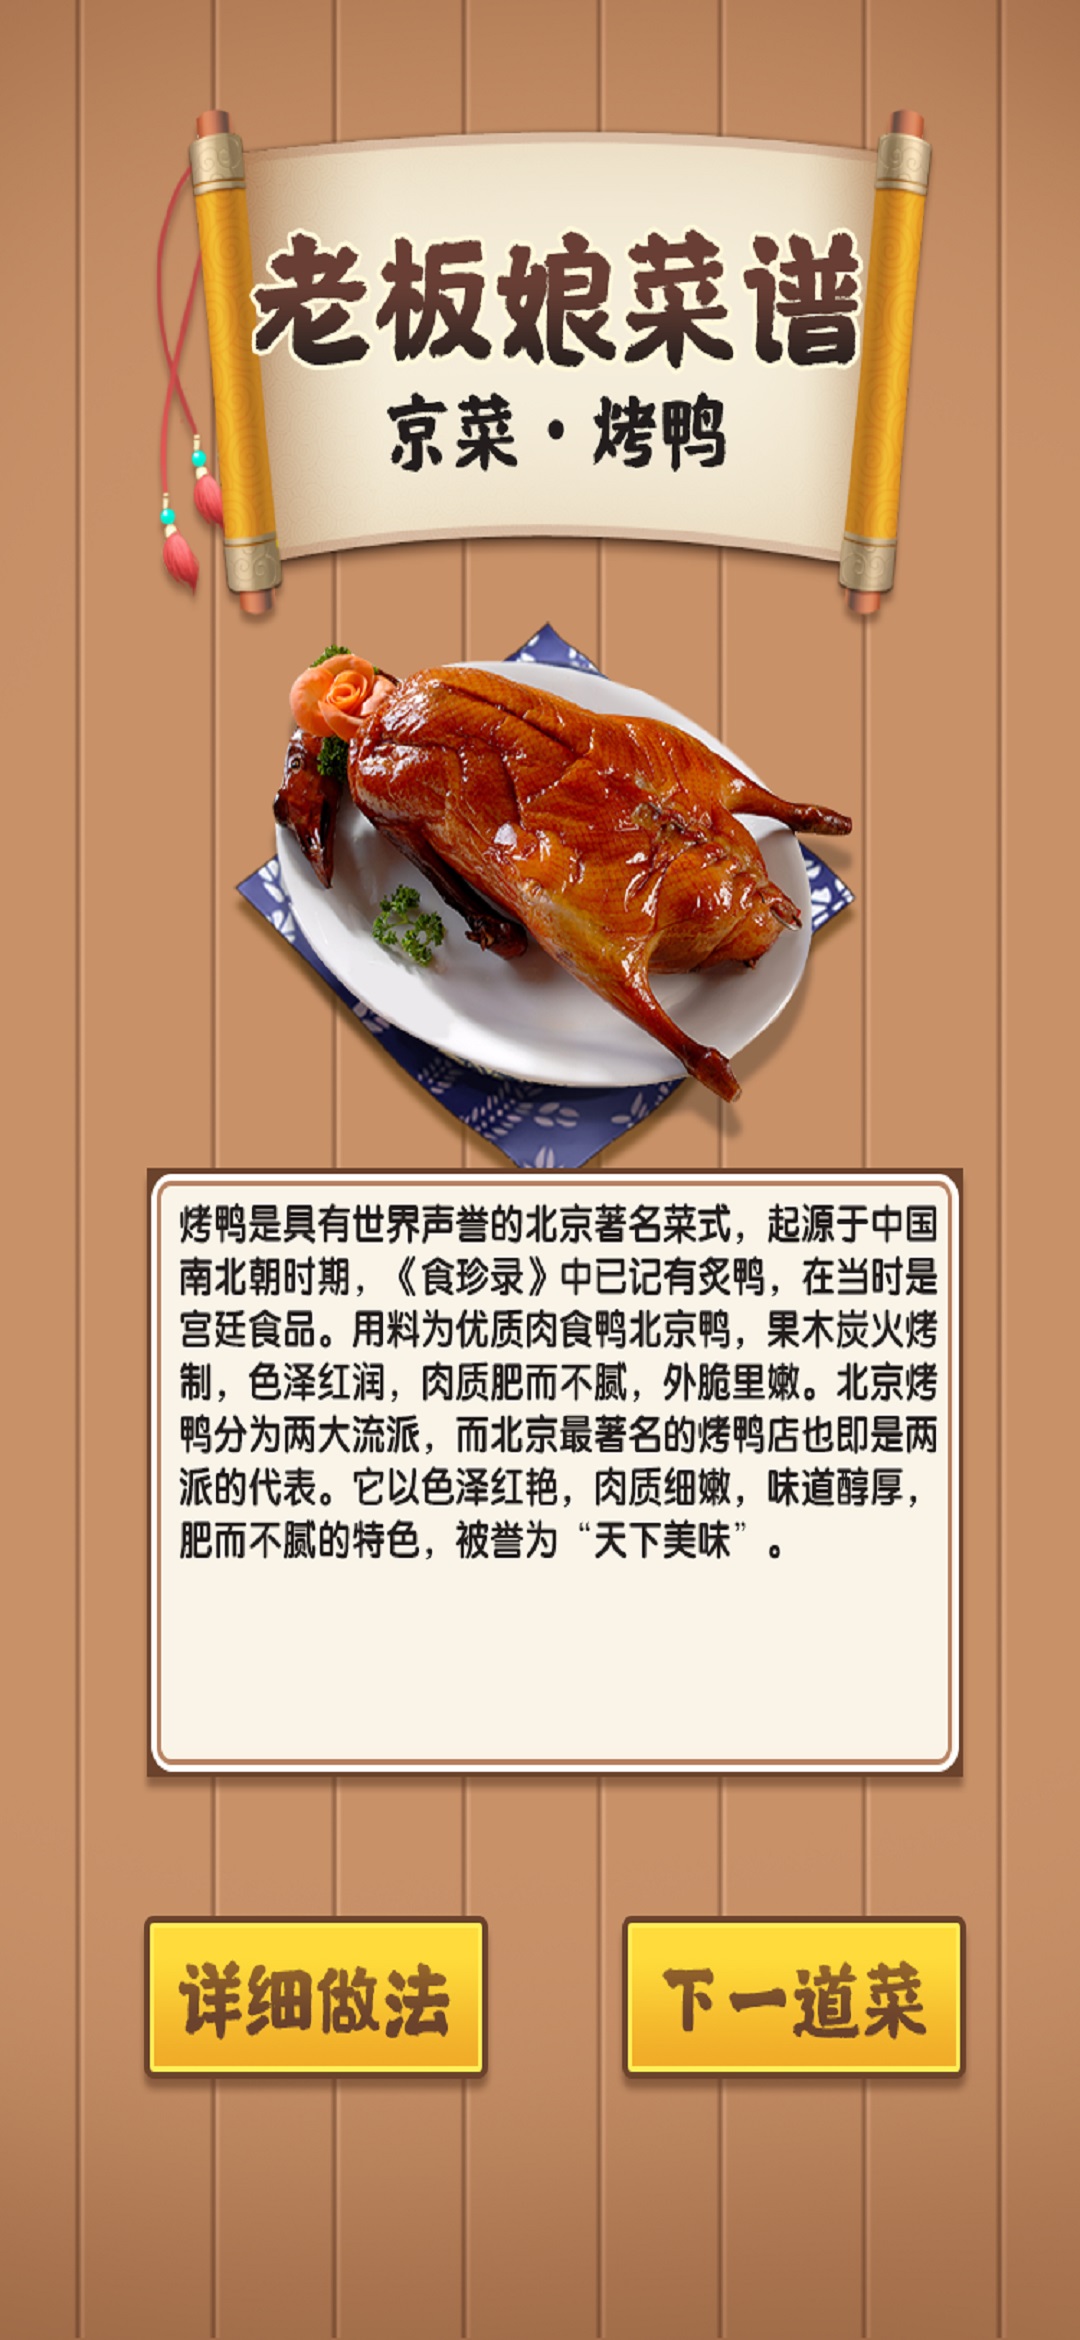 老板娘菜谱
京菜·烤鸭
烤鸭是具有世界声誉的北京著名菜式，起源于中国
南北朝时期，《食珍录》中已记有炙鸭，在当时是
宫廷食品。用料为优质肉食鸭北京鸭，果木炭火烤
制，色泽红润，肉质肥而不腻，外脆里嫩。北京烤
鸭分为两大流派，而北京最著名的烤鸭店也即是两
派的代表。它以色泽红艳，肉质细嫩，味道醇厚，
肥而不腻的特色，被誉为“天下美味”。
详细做法
下一道菜